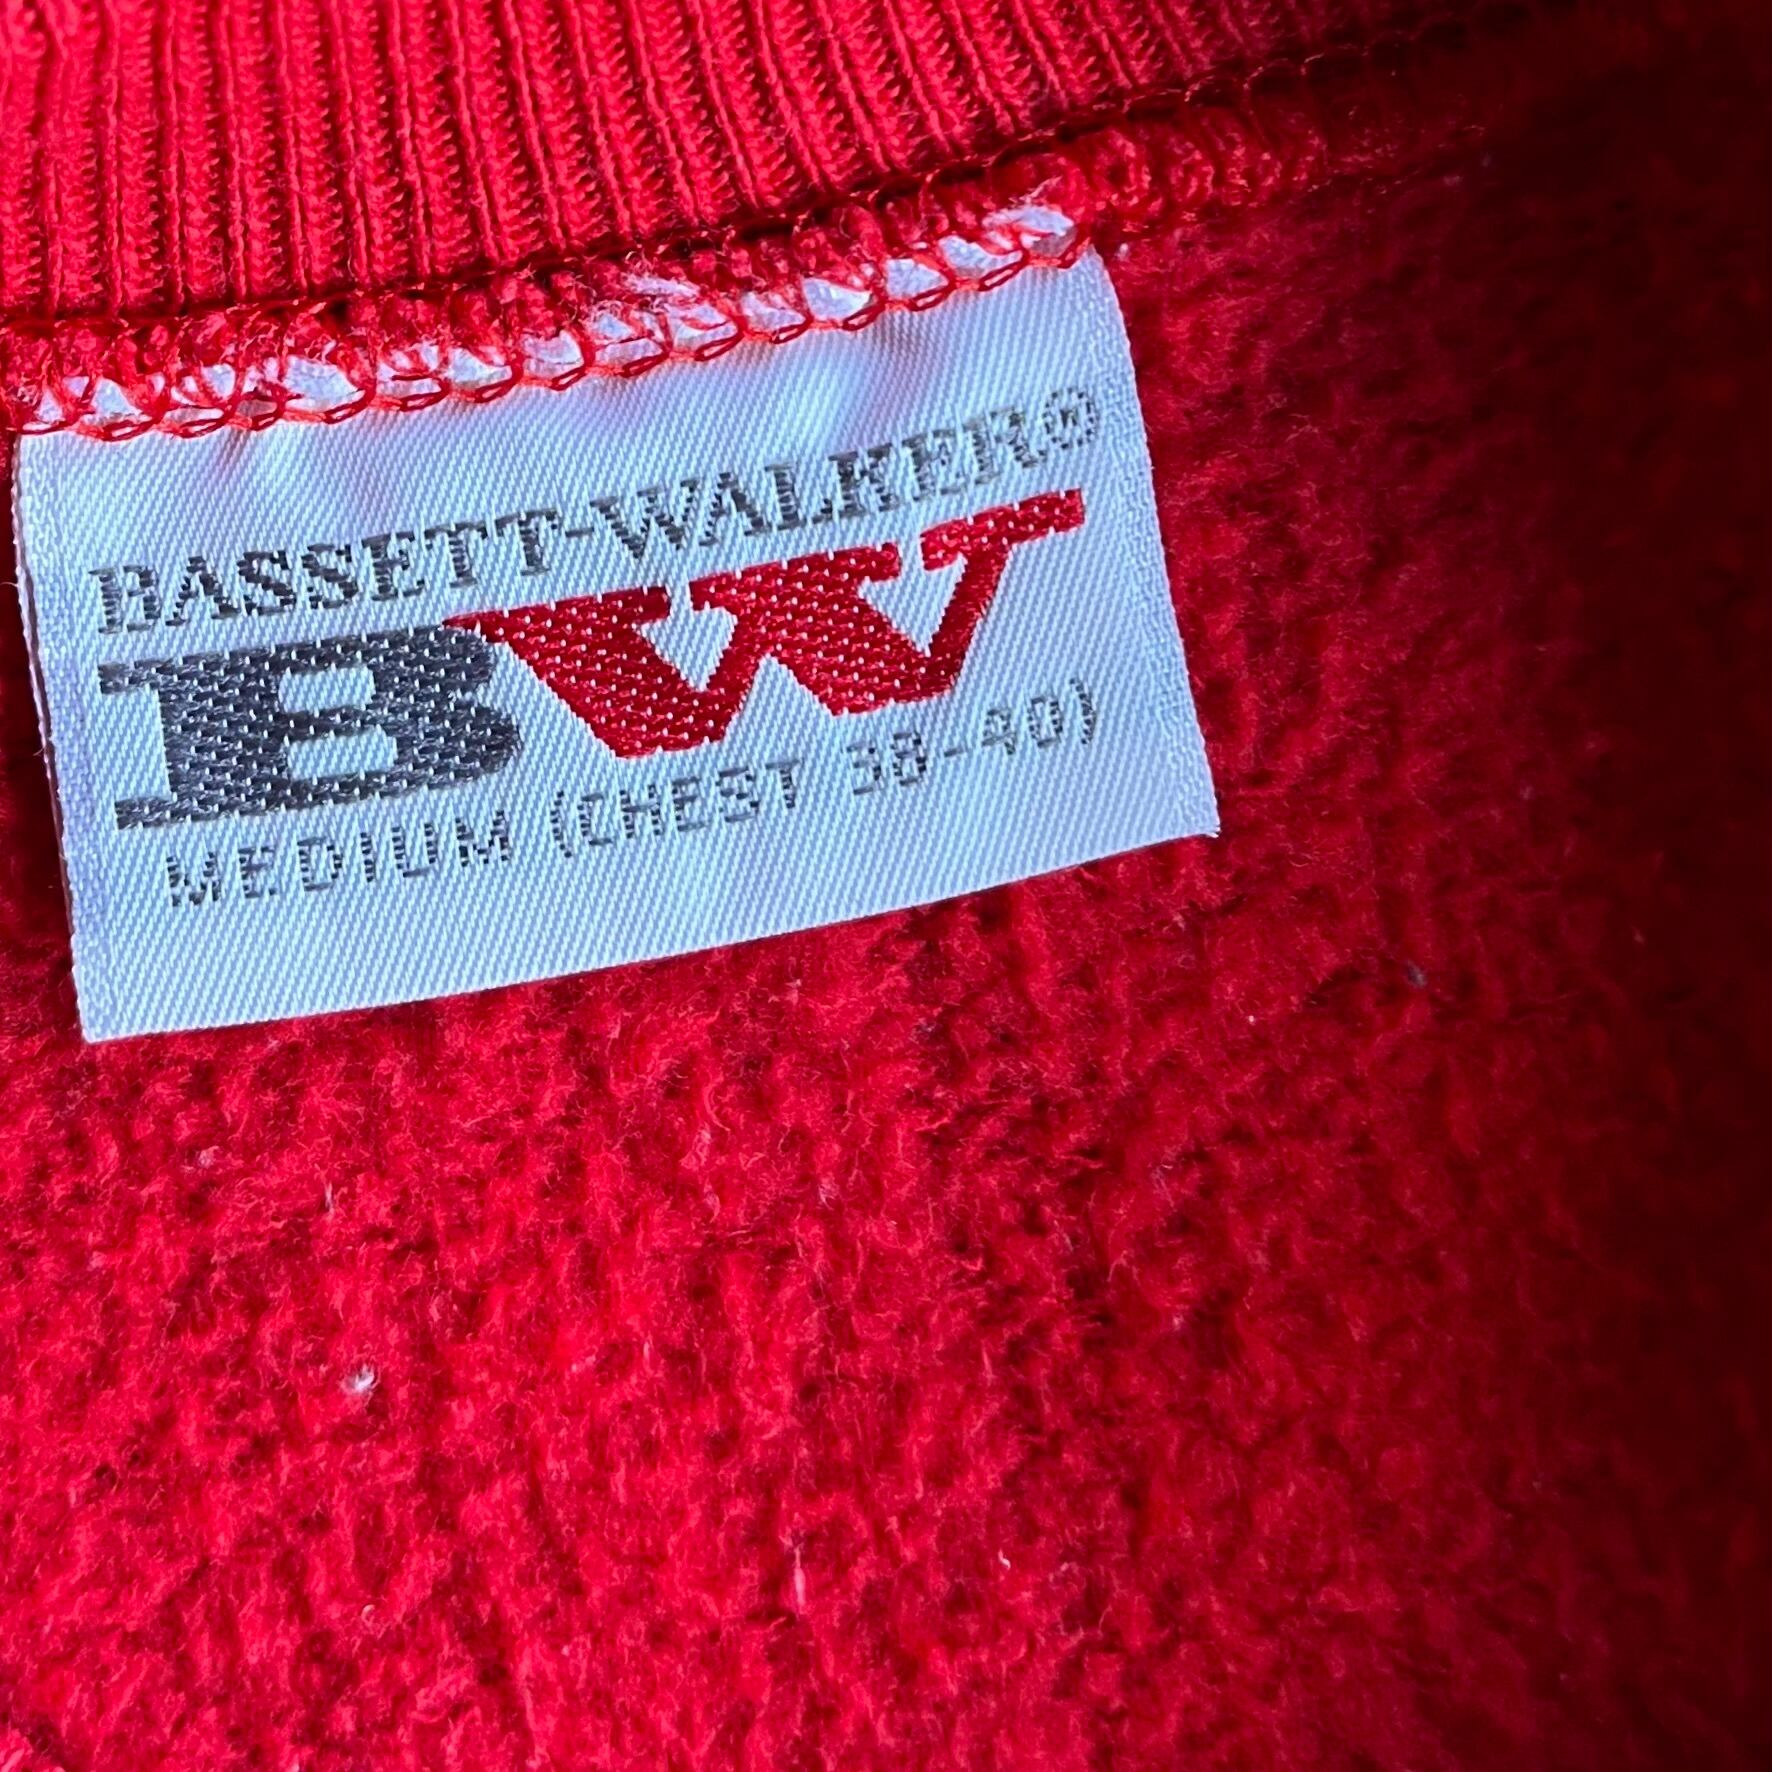 BASSETT-WALKER®
BW
MEDIUM (CHEST 38-40)